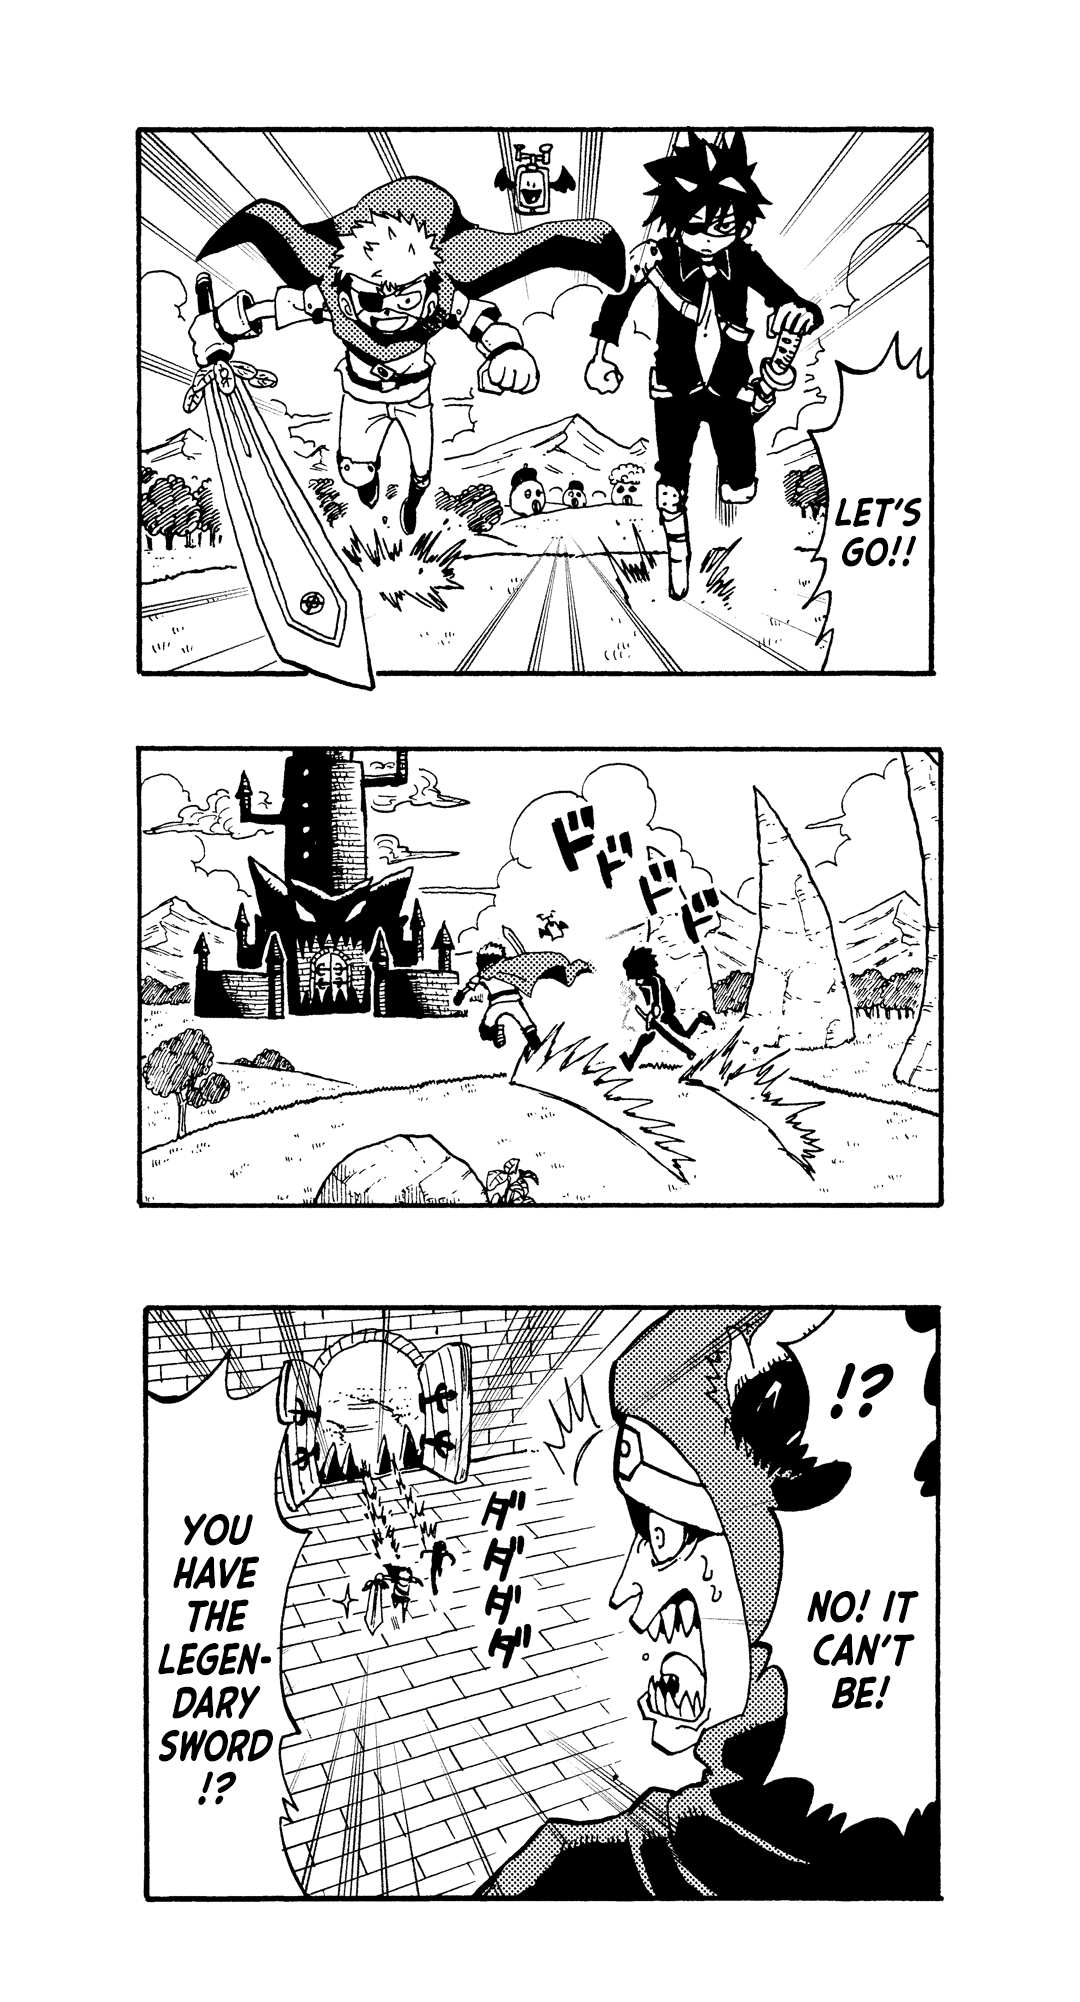 LET'S
GO!!
ドドドド
!?
NO! IT
CAN'T
BE!
ダダダダ
YOU
HAVE
THE
LEGEN-
DARY
SWORD
!?